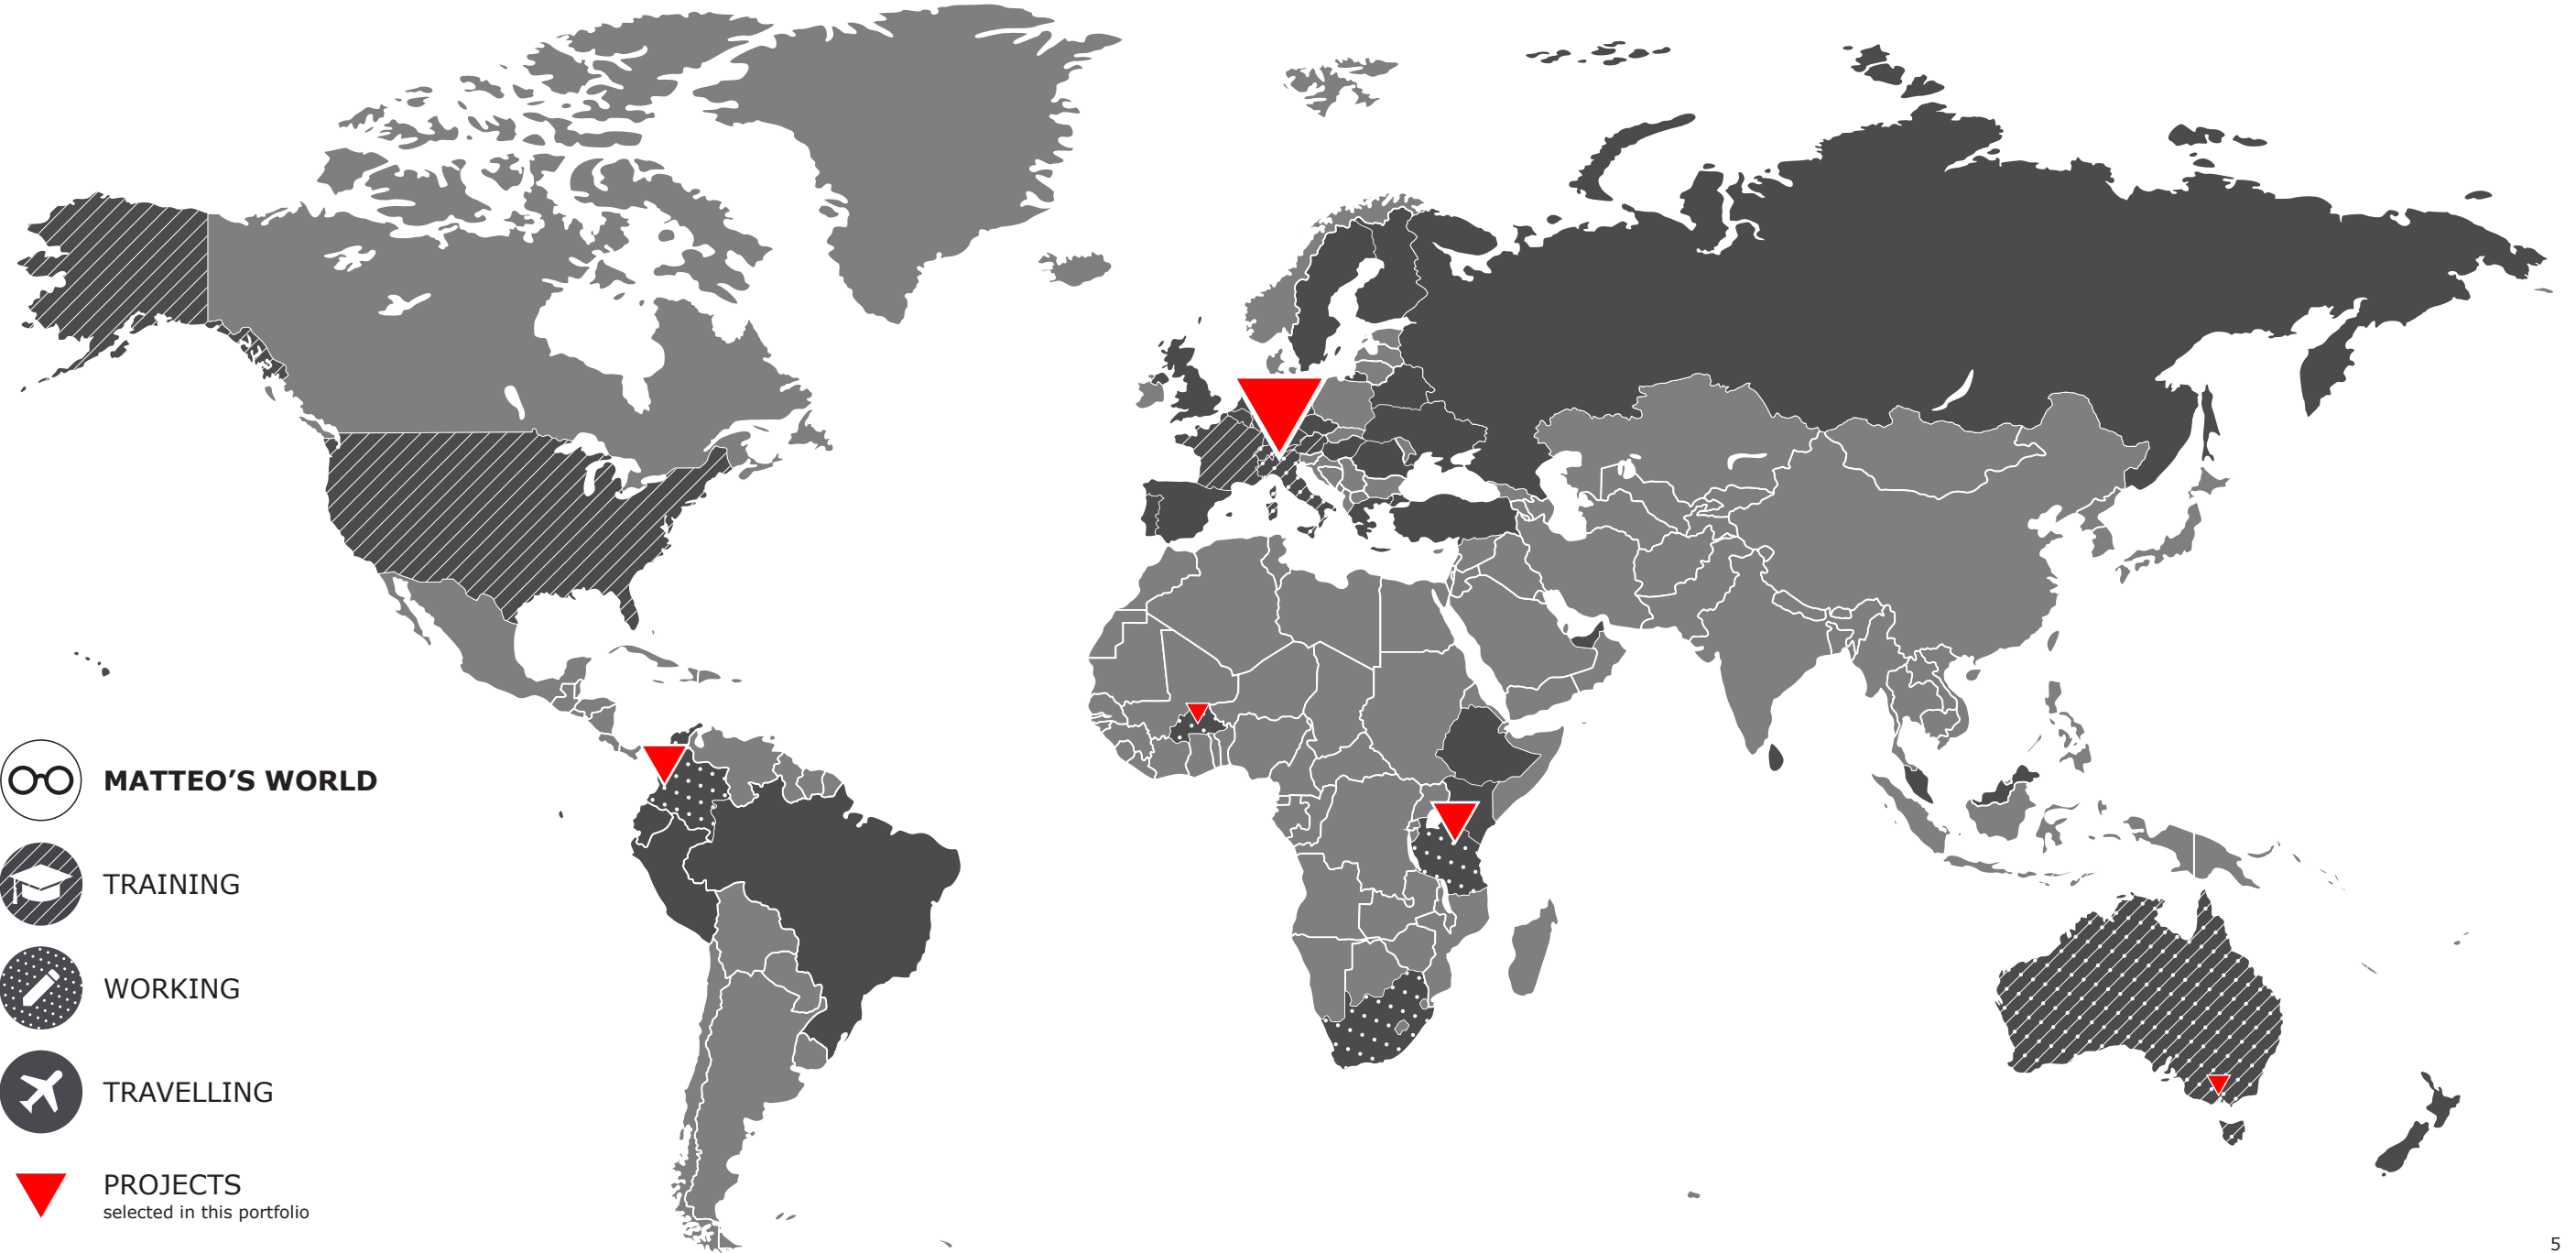 MATTEO'S WORLD
TRAINING
WORKING
TRAVELLING
PROJECTS
selected in this portfolio
5